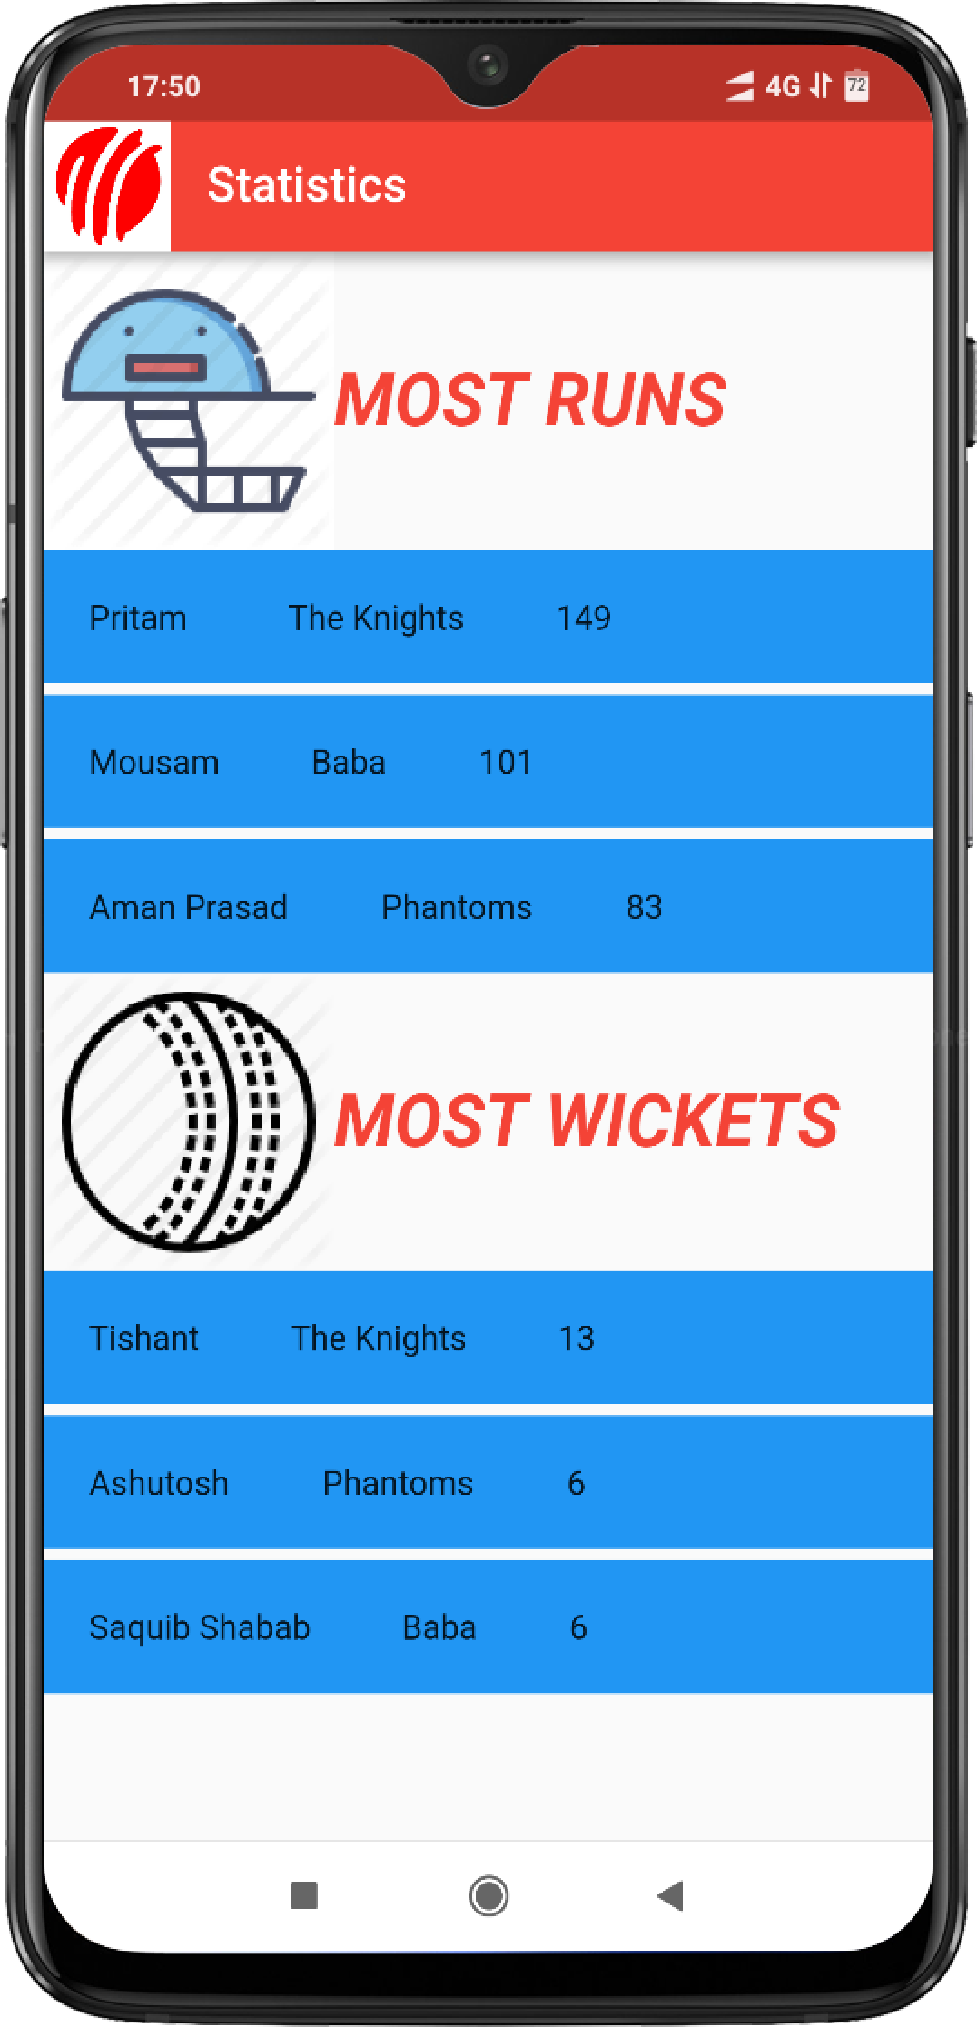 17:50 4G 72
Statistics
MOST RUNS
Pritam The Knights 149
Mousam Baba 101
Aman Prasad Phantoms 83
MOST WICKETS
Tishant The Knights 13
Ashutosh Phantoms 6
Saquib Shabab Baba 6